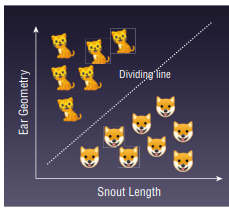 Dividing line
Ear Geometry
Snout Length